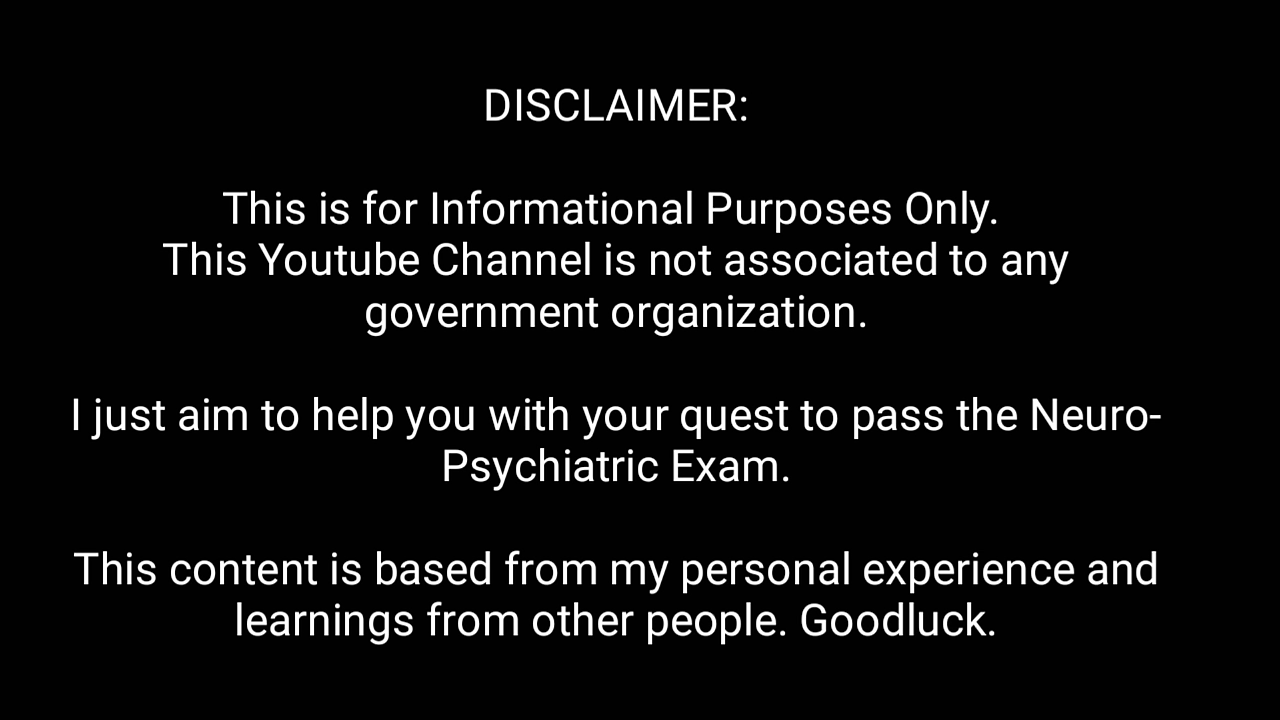 DISCLAIMER:
This is for Informational Purposes Only.
This Youtube Channel is not associated to any
government organization.
I just aim to help you with your quest to pass the Neuro-
Psychiatric Exam.
This content is based from my personal experience and
learnings from other people. Goodluck.